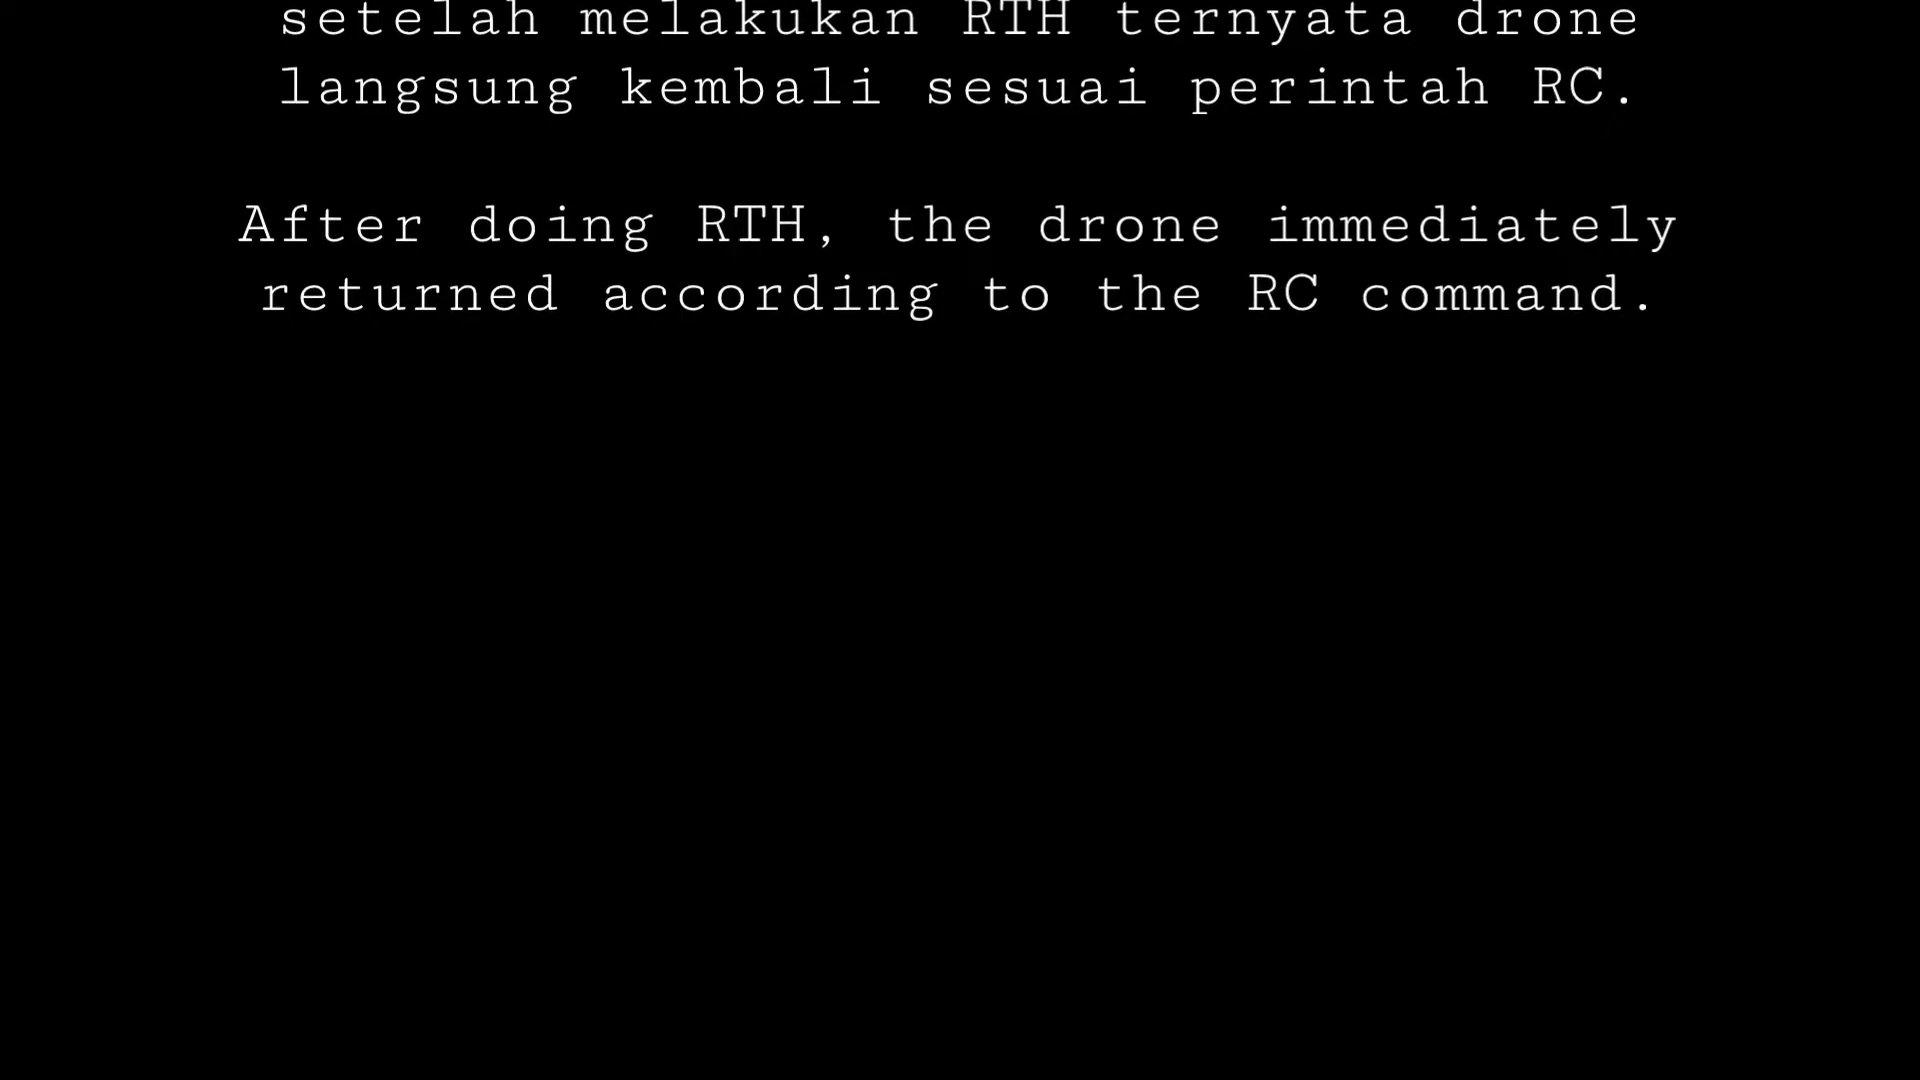 setelah melakukan RTH ternyata drone
langsung kembali sesuai perintah RC.
After doing RTH, the drone immediately
returned according to the RC command.